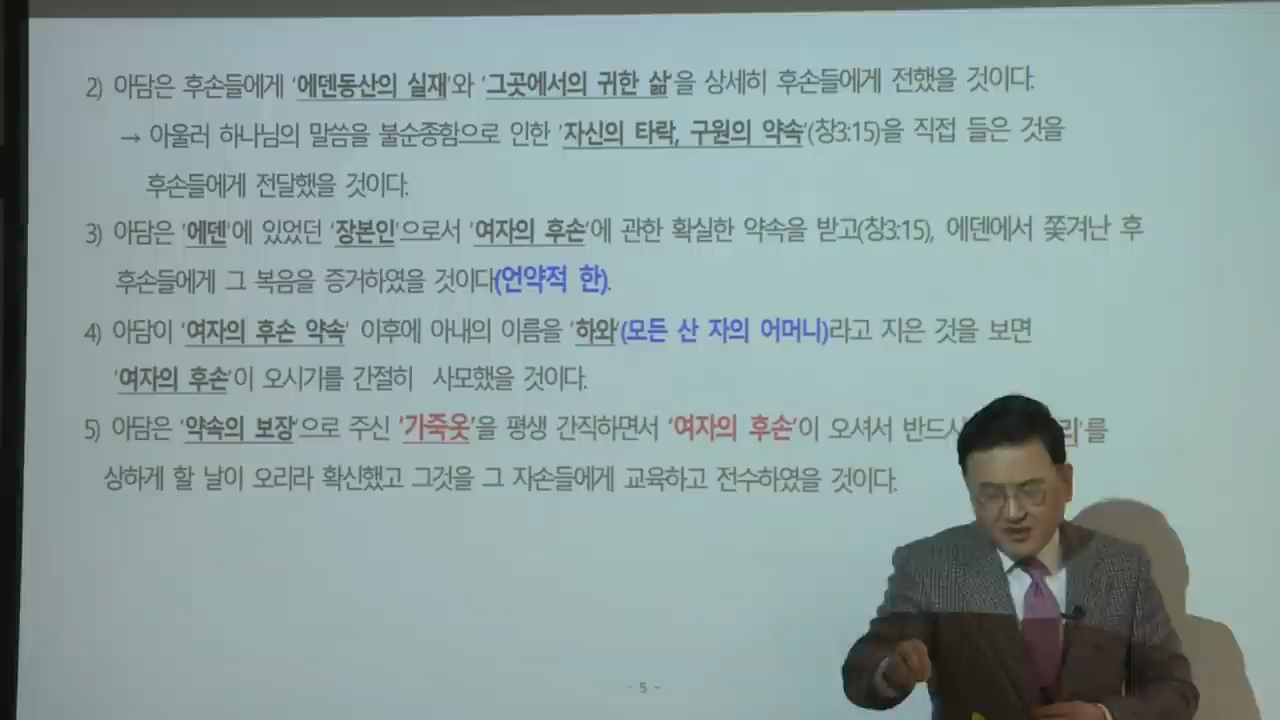 2) 아담은 후손들에게 '에덴동산의 실재'와 '그곳에서의 귀한 삶'을 상세히 후손들에게 전했을 것이다.
→ 아울러 하나님의 말씀을 불순종함으로 인한 '자신의 타락, 구원의 약속'(창3:15)을 직접 들은 것을
후손들에게 전달했을 것이다.
3) 아담은 '에덴'에 있었던 '장본인'으로서 '여자의 후손'에 관한 확실한 약속을 받고(창3:15), 에덴에서 쫓겨난 후
후손들에게 그 복음을 증거하였을 것이다(언약적 한).
4) 아담이 '여자의 후손 약속' 이후에 아내의 이름을 '하와'(모든 산 자의 어머니)라고 지은 것을 보면
'여자의 후손'이 오시기를 간절히 사모했을 것이다.
5) 아담은 '약속의 보장'으로 주신 '가죽옷'을 평생 간직하면서 '여자의 후손'이 오셔서 리'를
상하게 할 날이 오리라 확신했고 그것을 그 자손들에게 교육하고 전수하였을 것이다.
- 5 -